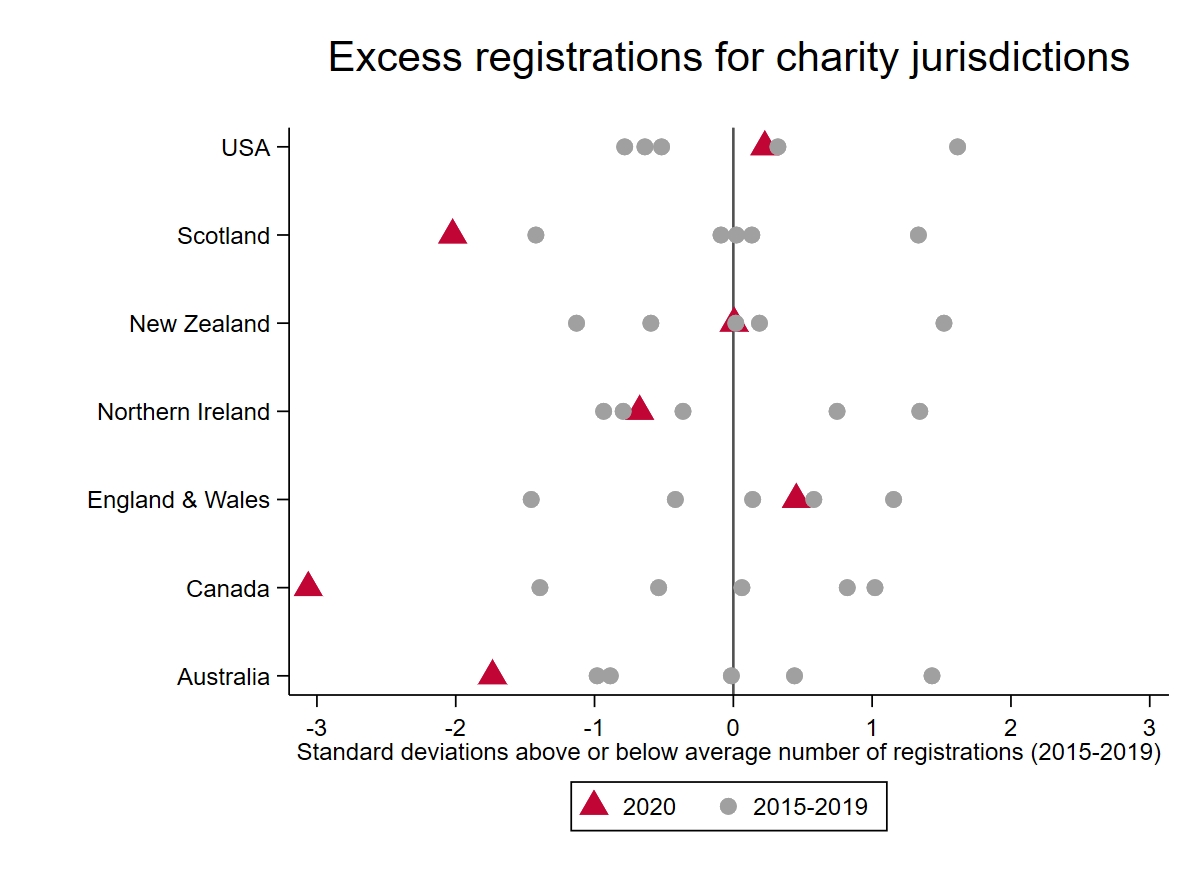 Excess registrations for charity jurisdictions
USA
Scotland
New Zealand
Northern Ireland
England & Wales
Canada
Australia
-3 -2 -1 0 1 2 3
Standard deviations above or below average number of registrations (2015-2019)
2020 2015-2019